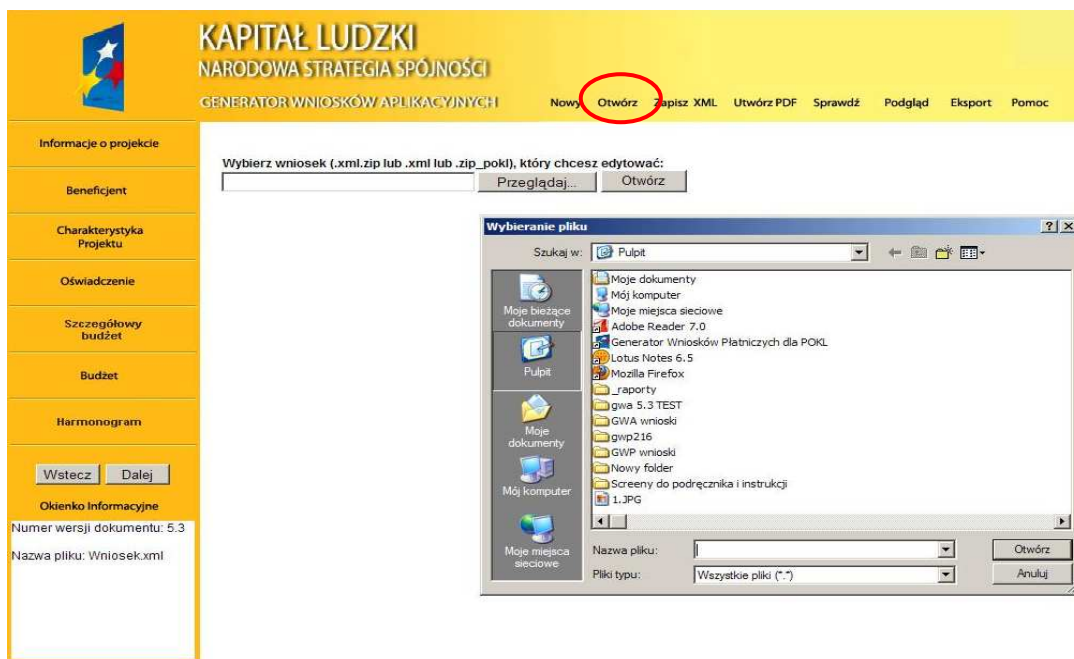 KAPITAŁ LUDZKI
NARODOWA STRATEGIA SPÓJNOŚCI
GENERATOR WNIOSKÓW APLIKACYJNYCH
Nowy Otwórz Zapisz XML Utwórz PDF Sprawdź Podgląd Eksport Pomoc
Informacje o projekcie
Beneficjent
Charakterystyka
Projektu
Oświadczenie
Szczegółowy
budżet
Budżet
Harmonogram
Wstecz Dalej
Okienko Informacyjne
Numer wersji dokumentu: 5.3
Nazwa pliku: Wniosek.xml
Wybierz wniosek (.xml.zip lub .xml lub .zip_pokl), który chcesz edytować:
Przeglądaj... Otwórz
Wybieranie pliku
Szukaj w: Pulpit
Moje bieżące
dokumenty
Pulpit
Moje
dokumenty
Mój komputer
Moje miejsca
sieciowe
Moje dokumenty
Mój komputer
Moje miejsca sieciowe
Adobe Reader 7.0
Generator Wniosków Płatniczych dla POKL
Lotus Notes 6.5
Mozilla Firefox
_raporty
gwa 5.3 TEST
GWA wnioski
gwp216
GWP wnioski
Nowy folder
Screeny do podręcznika i instrukcji
1.JPG
Nazwa pliku: Otwórz
Pliki typu: Wszystkie pliki (*.*) Anuluj